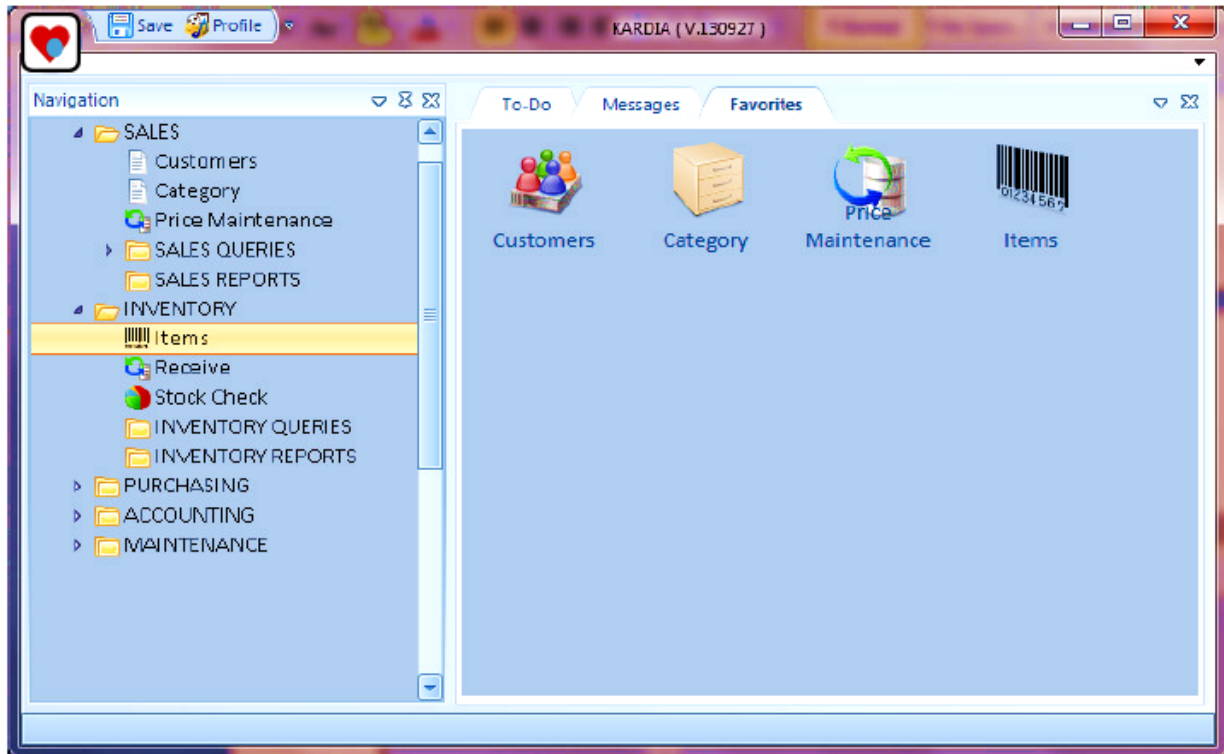 Save Profile
KARDIA ( V.130927 )
Navigation
SALES
Customers
Category
Price Maintenance
SALES QUERIES
SALES REPORTS
INVENTORY
Items
Receive
Stock Check
INVENTORY QUERIES
INVENTORY REPORTS
PURCHASING
ACCOUNTING
MAINTENANCE
To-Do Messages Favorites
Customers
Category
Price
Maintenance
01234567
Items